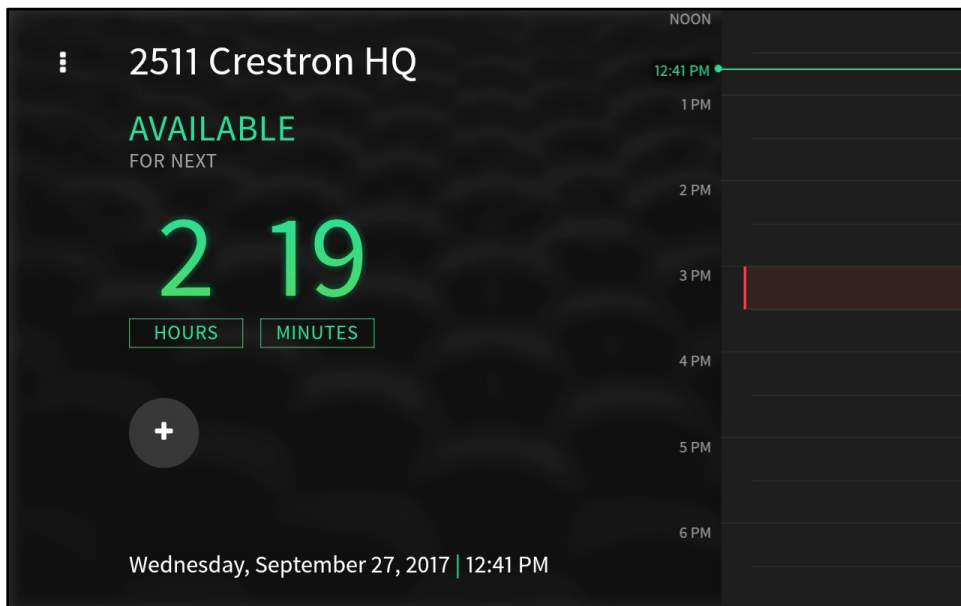 2511 Crestron HQ
AVAILABLE
FOR NEXT
2 19
HOURS MINUTES
Wednesday, September 27, 2017 | 12:41 PM
NOON
12:41 PM
1 PM
2 PM
3 PM
4 PM
5 PM
6 PM